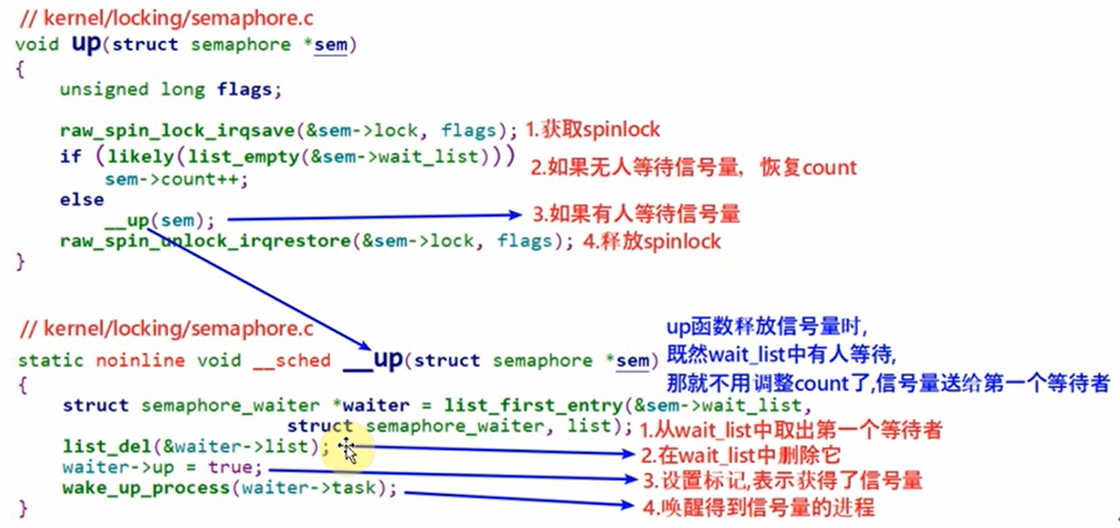 // kernel/locking/semaphore.c
void up(struct semaphore *sem)
{
unsigned long flags;
raw_spin_lock_irqsave(&sem->lock, flags); 1.获取spinlock
if (likely(list_empty(&sem->wait_list)))
2.如果无人等待信号量, 恢复count
sem->count++;
else
__up(sem); 3.如果有人等待信号量
raw_spin_unlock_irqrestore(&sem->lock, flags); 4.释放spinlock
}
// kernel/locking/semaphore.c
up函数释放信号量时,
既然wait_list中有人等待,
那就不用调整count了,信号量送给第一个等待者
static noinline void __sched __up(struct semaphore *sem)
{
struct semaphore_waiter *waiter = list_first_entry(&sem->wait_list,
struct semaphore_waiter, list); 1.从wait_list中取出第一个等待者
list_del(&waiter->list); 2.在wait_list中删除它
waiter->up = true; 3.设置标记,表示获得了信号量
wake_up_process(waiter->task); 4.唤醒得到信号量的进程
}